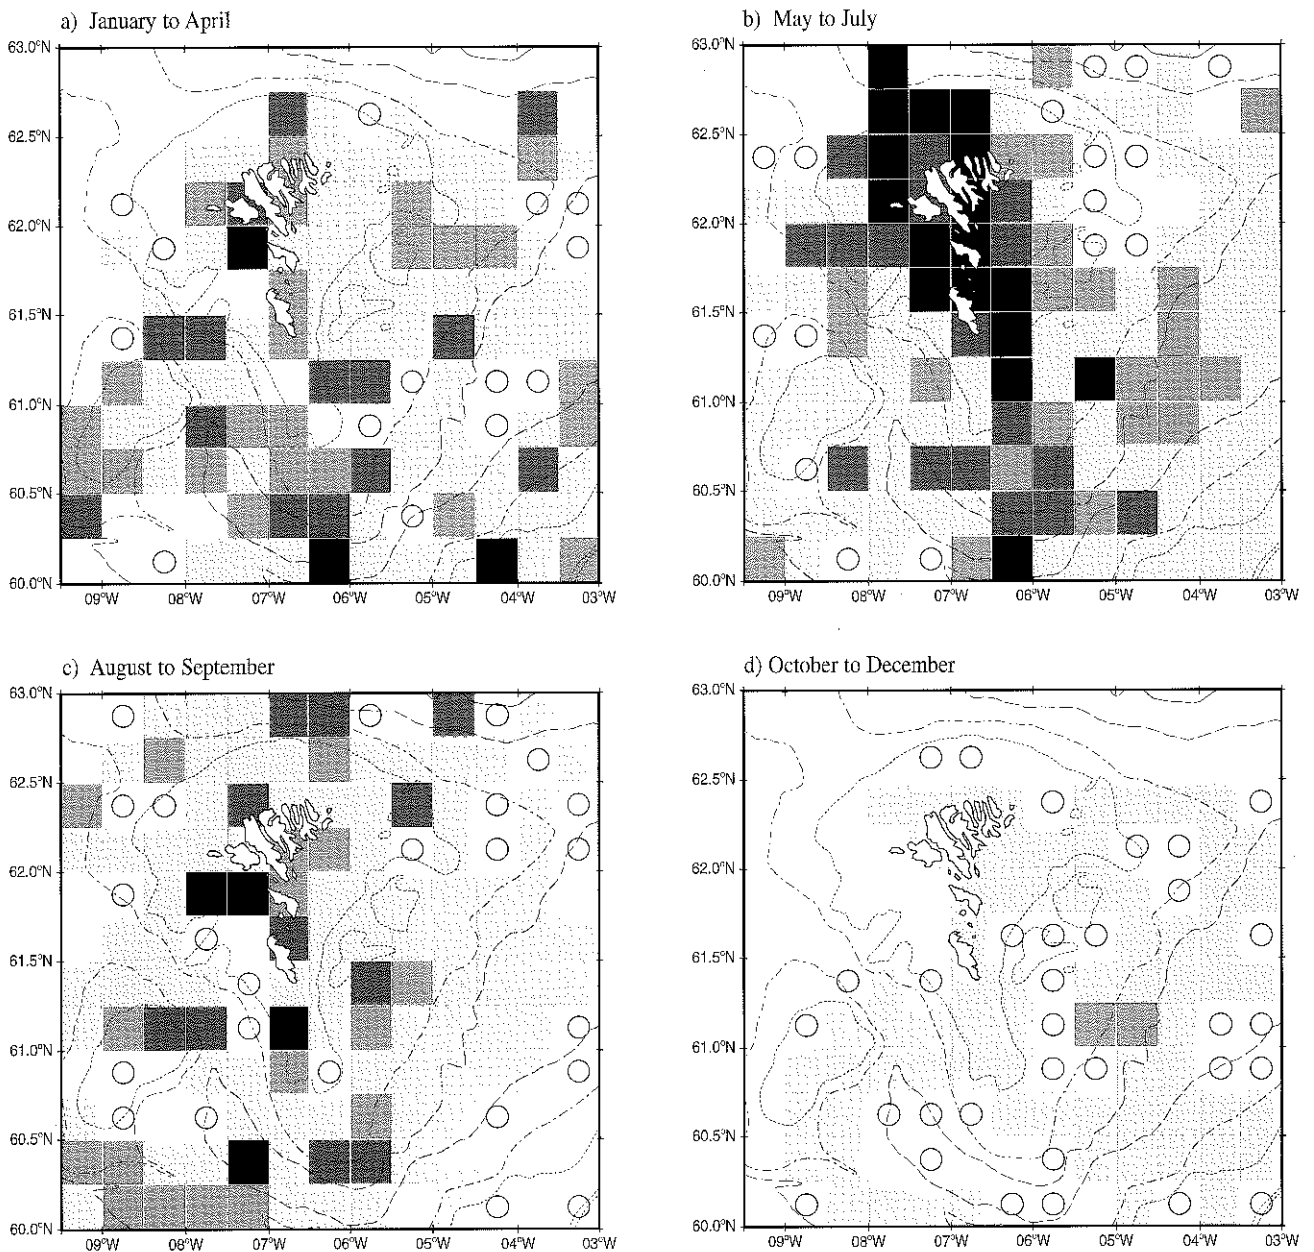 a) January to April
b) May to July
63.0°N
62.5°N
62.0°N
61.5°N
61.0°N
60.5°N
60.0°N
09°W 08°W 07°W 06°W 05°W 04°W 03°W
63.0°N
62.5°N
62.0°N
61.5°N
61.0°N
60.5°N
60.0°N
09°W 08°W 07°W 06°W 05°W 04°W 03°W
c) August to September
d) October to December
63.0°N
62.5°N
62.0°N
61.5°N
61.0°N
60.5°N
60.0°N
09°W 08°W 07°W 06°W 05°W 04°W 03°W
63.0°N
62.5°N
62.0°N
61.5°N
61.0°N
60.5°N
60.0°N
09°W 08°W 07°W 06°W 05°W 04°W 03°W